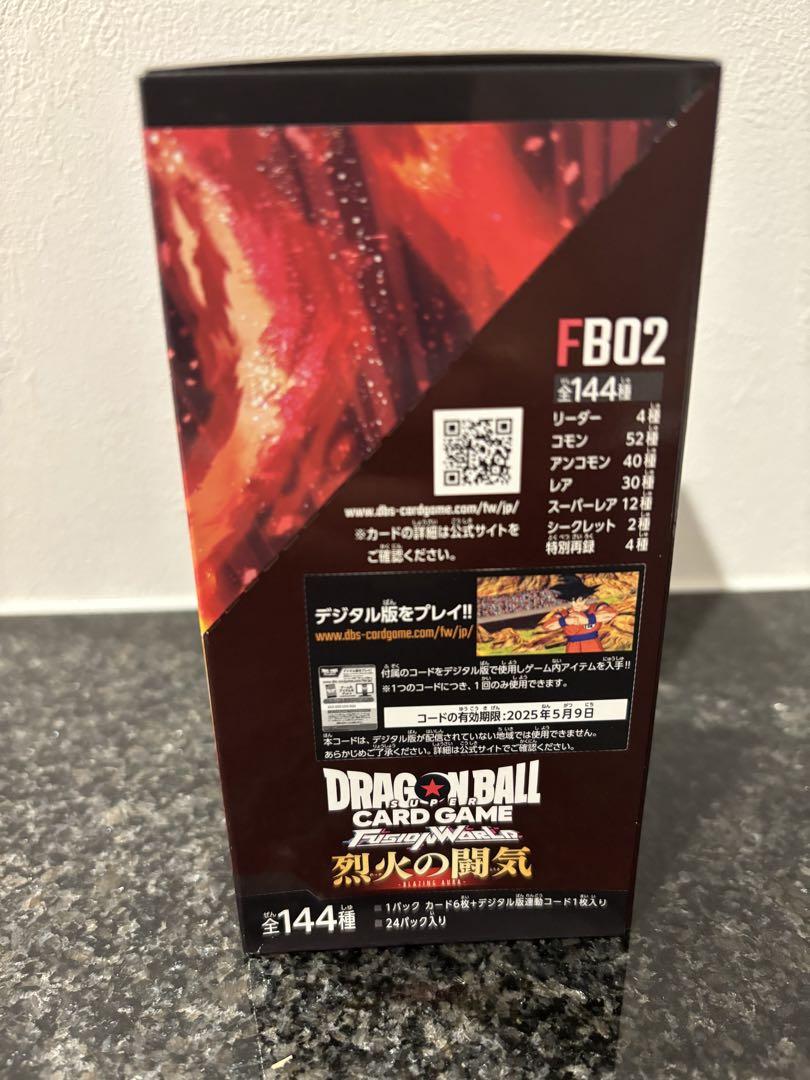 FB02
全144種
リーダー 4種
コモン 52種
アンコモン 40種
レア 30種
スーパーレア 12種
シークレット 2種
特別再録 4種
www.dbs-cardgame.com/fw/jp/
※カードの詳細は公式サイトを
ご確認ください。
デジタル版をプレイ!!
www.dbs-cardgame.com/fw/jp/
付属のコードをデジタル版で使用しゲーム内アイテムを入手!!
※1つのコードにつき、1回のみ使用できます。
コードの有効期限:2025年5月9日
本コードは、デジタル版が配信されていない地域では使用できません。
あらかじめご了承ください。詳細は公式サイトでご確認ください。
DRAGON BALL
SUPER
CARD GAME
FUSION WORLD
烈火の闘気
-BLAZING AURA-
全144種
■1パック カード6枚+デジタル版連動コード1枚入り
■24パック入り